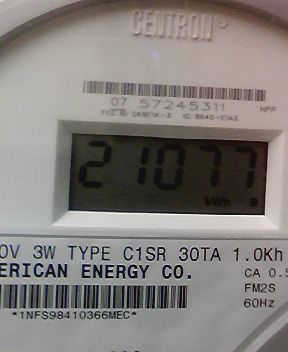 CENTRON
07 57245311
HPP
21077
kWh
0V 3W TYPE C1SR 30TA 1.0Kh
ERICAN ENERGY CO.
CA 0.5
FM2S
60Hz
*1NFS98410366MEC*